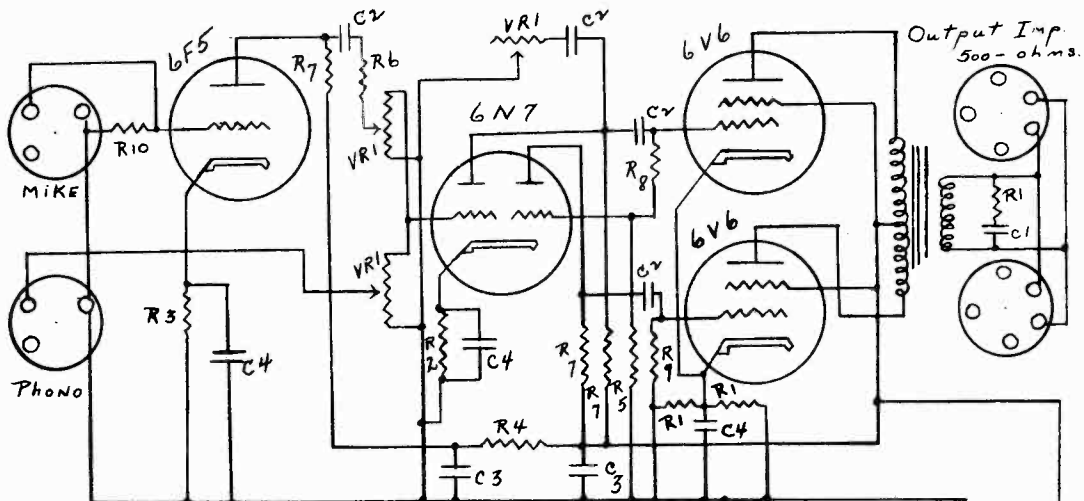 6F5
C2
R7
R6
VR1
VR1
C2
6N7
C2
R8
6V6
Output Imp.
500-ohms.
MIKE
R10
R1
C1
VR1
6V6
C2
Phono
R3
C4
R2
C4
R7
R7
R5
R9
R1
R1
C4
R4
C3
C3